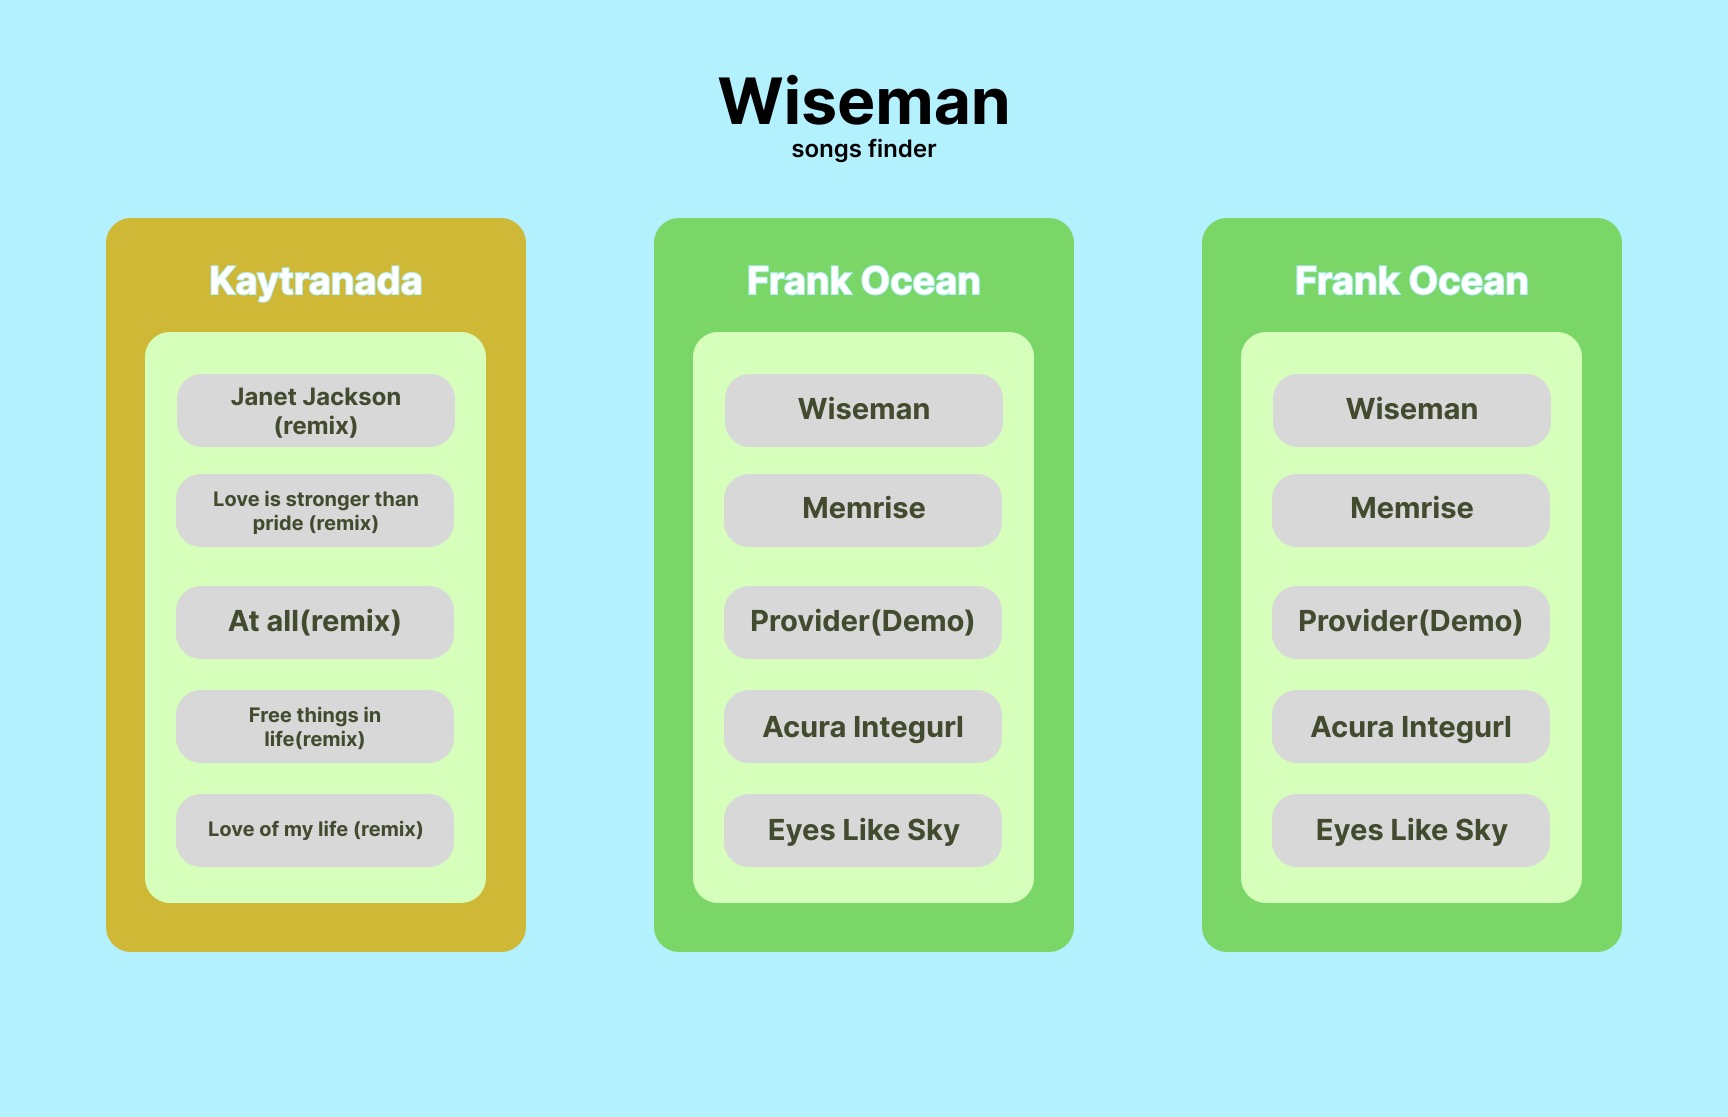 Wiseman
songs finder
Kaytranada
Janet Jackson
(remix)
Love is stronger than
pride (remix)
At all(remix)
Free things in
life(remix)
Love of my life (remix)
Frank Ocean
Wiseman
Memrise
Provider(Demo)
Acura Integurl
Eyes Like Sky
Frank Ocean
Wiseman
Memrise
Provider(Demo)
Acura Integurl
Eyes Like Sky